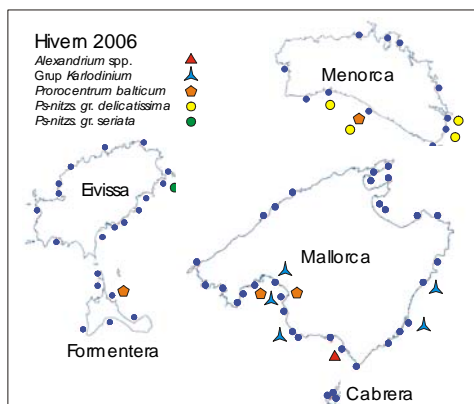 Hivern 2006
Alexandrium spp.
Grup Karlodinium
Prorocentrum balticum
Ps-nitzs. gr. delicatissima
Ps-nitzs. gr. seriata
Menorca
Eivissa
Mallorca
Formentera
Cabrera